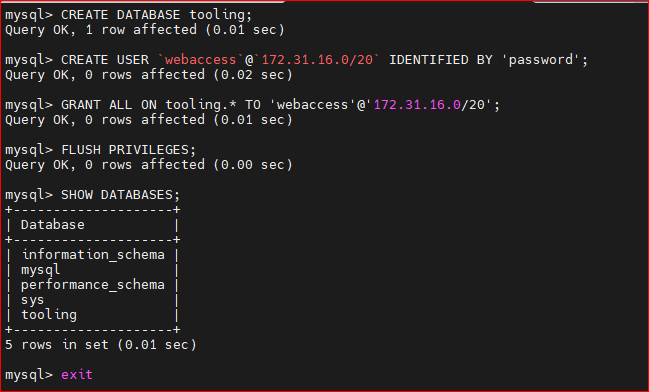 mysql> CREATE DATABASE tooling;
Query OK, 1 row affected (0.01 sec)
mysql> CREATE USER `webaccess`@`172.31.16.0/20` IDENTIFIED BY 'password';
Query OK, 0 rows affected (0.02 sec)
mysql> GRANT ALL ON tooling.* TO 'webaccess'@'172.31.16.0/20';
Query OK, 0 rows affected (0.01 sec)
mysql> FLUSH PRIVILEGES;
Query OK, 0 rows affected (0.00 sec)
mysql> SHOW DATABASES;
+--------------------+
| Database           |
+--------------------+
| information_schema |
| mysql              |
| performance_schema |
| sys                |
| tooling            |
+--------------------+
5 rows in set (0.01 sec)
mysql> exit